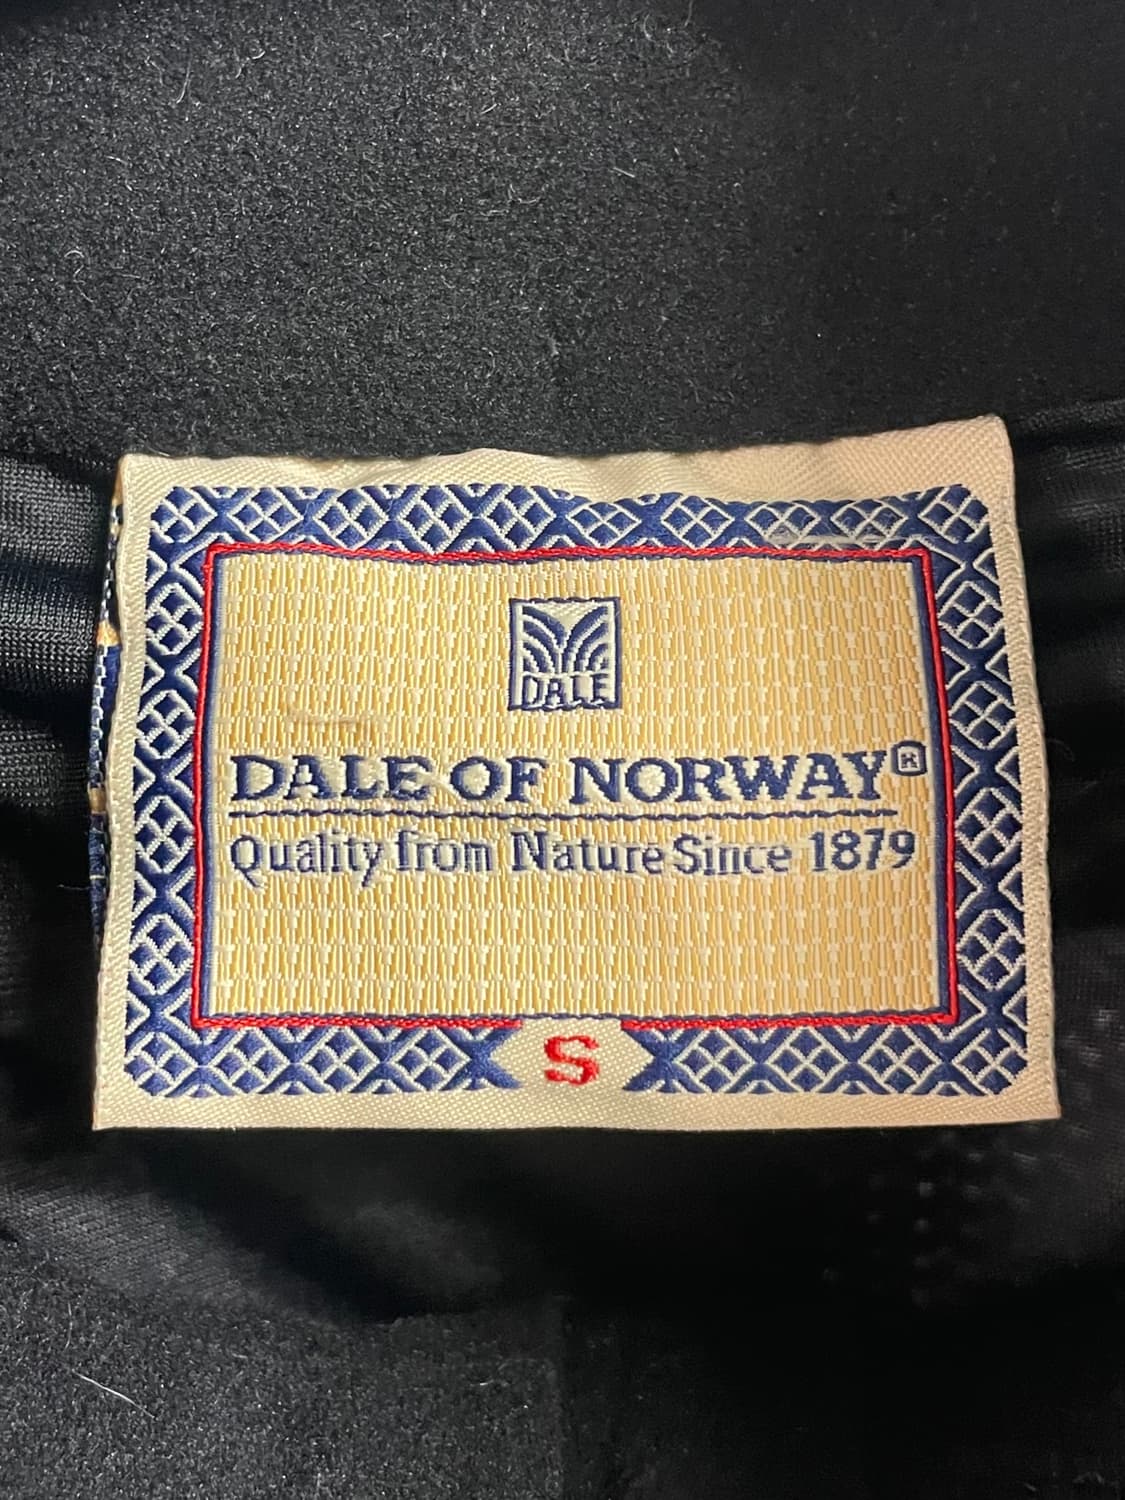 DALE
DALE OF NORWAY®
Quality from Nature Since 1879
S